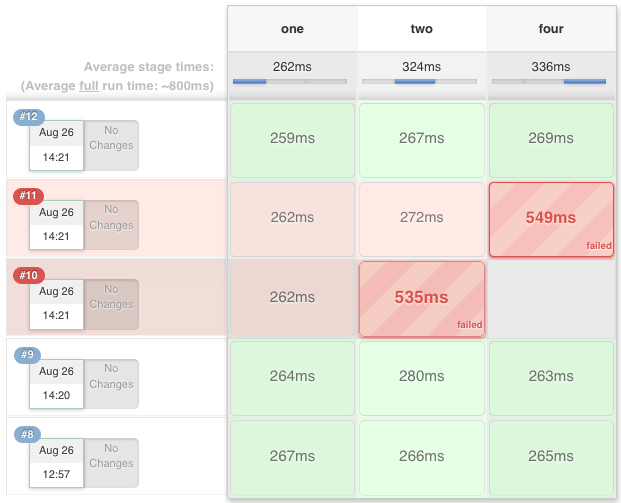 one two four
Average stage times: 262ms 324ms 336ms
(Average full run time: ~800ms)
#12
Aug 26 No
Changes
14:21
259ms 267ms 269ms
#11
Aug 26 No
Changes
14:21
262ms 272ms 549ms
failed
#10
Aug 26 No
Changes
14:21
262ms 535ms
failed
#9
Aug 26 No
Changes
14:20
264ms 280ms 263ms
#8
Aug 26 No
Changes
12:57
267ms 266ms 265ms